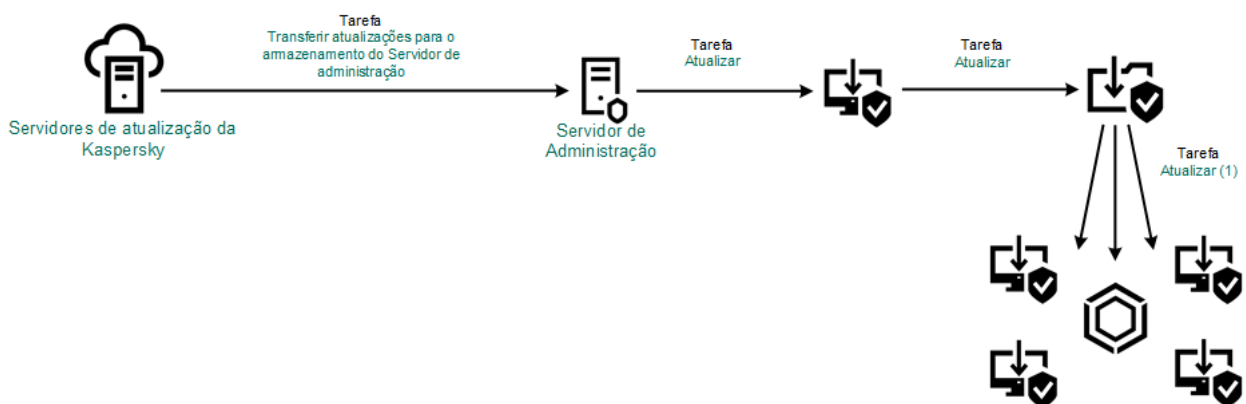 Tarefa
Transferir atualizações para o
armazenamento do Servidor de
administração
Servidores de atualização da
Kaspersky
Servidor de
Administração
Tarefa
Atualizar
Tarefa
Atualizar
Tarefa
Atualizar (1)